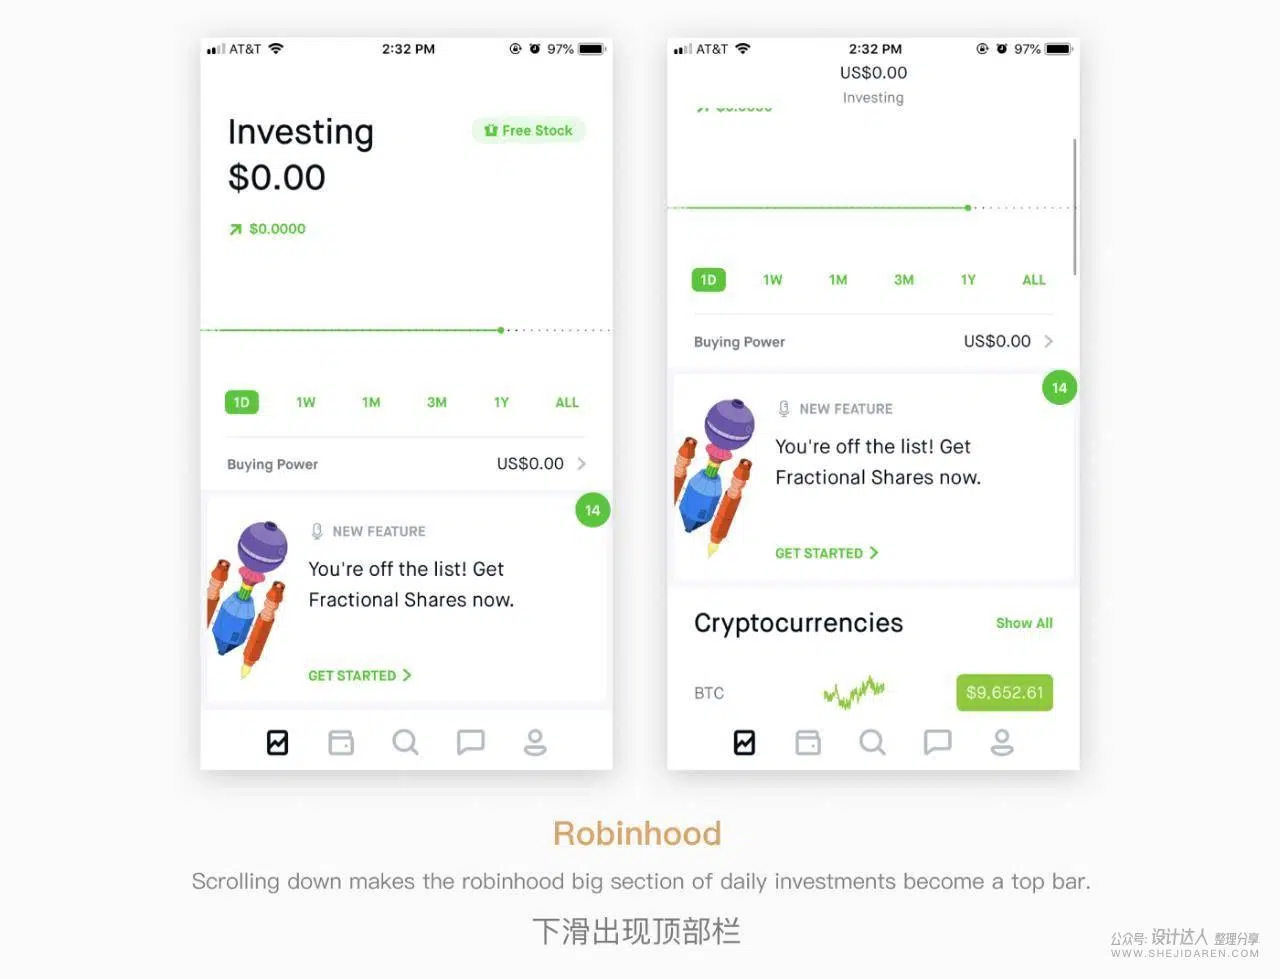 AT&T 2:32 PM 97%
Investing
Free Stock
$0.00
$0.0000
1D 1W 1M 3M 1Y ALL
Buying Power US$0.00
14
NEW FEATURE
You're off the list! Get
Fractional Shares now.
GET STARTED
AT&T 2:32 PM 97%
US$0.00
Investing
1D 1W 1M 3M 1Y ALL
Buying Power US$0.00
14
NEW FEATURE
You're off the list! Get
Fractional Shares now.
GET STARTED
Cryptocurrencies Show All
BTC $9,652.61
Robinhood
Scrolling down makes the robinhood big section of daily investments become a top bar.
下滑出现顶部栏
公众号: 设计达人 整理分享
WWW.SHEJIDAREN.COM